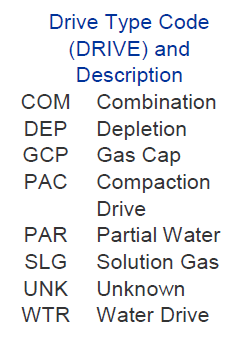 Drive Type Code
(DRIVE) and
Description
COM Combination
DEP Depletion
GCP Gas Cap
PAC Compaction
Drive
PAR Partial Water
SLG Solution Gas
UNK Unknown
WTR Water Drive